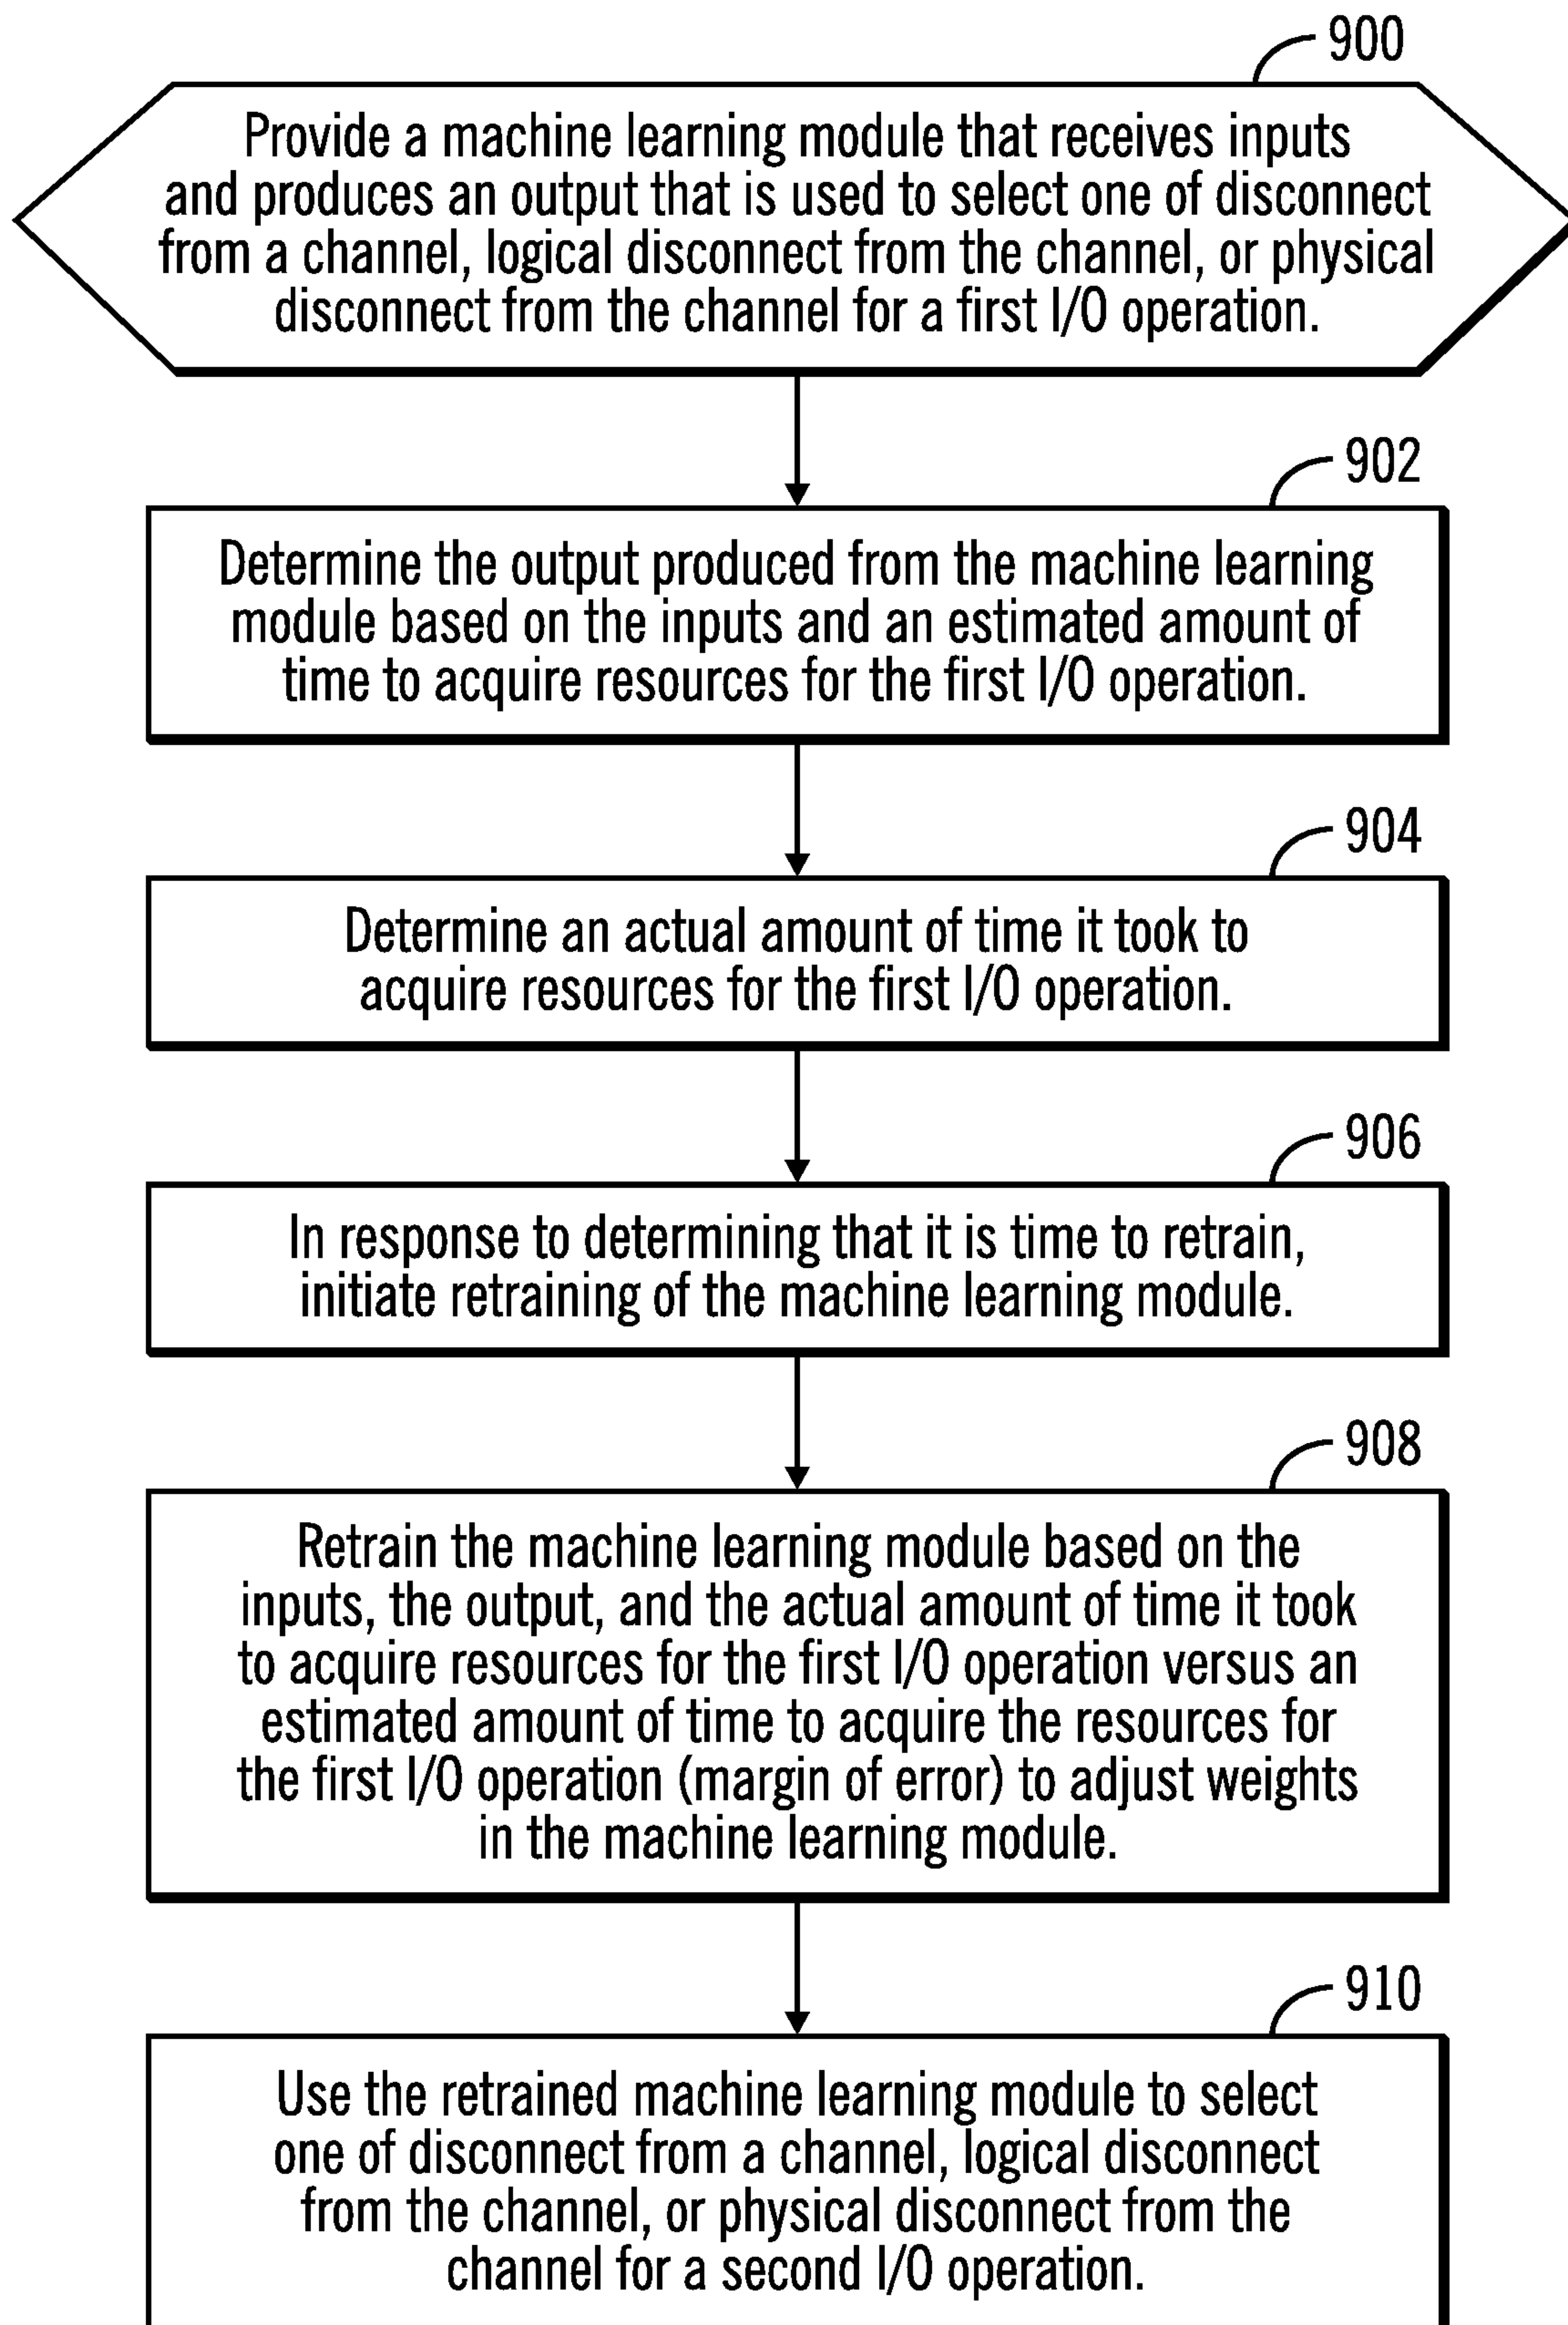 900
Provide a machine learning module that receives inputs
and produces an output that is used to select one of disconnect
from a channel, logical disconnect from the channel, or physical
disconnect from the channel for a first I/O operation.
902
Determine the output produced from the machine learning
module based on the inputs and an estimated amount of
time to acquire resources for the first I/O operation.
904
Determine an actual amount of time it took to
acquire resources for the first I/O operation.
906
In response to determining that it is time to retrain,
initiate retraining of the machine learning module.
908
Retrain the machine learning module based on the
inputs, the output, and the actual amount of time it took
to acquire resources for the first I/O operation versus an
estimated amount of time to acquire the resources for
the first I/O operation (margin of error) to adjust weights
in the machine learning module.
910
Use the retrained machine learning module to select
one of disconnect from a channel, logical disconnect
from the channel, or physical disconnect from the
channel for a second I/O operation.